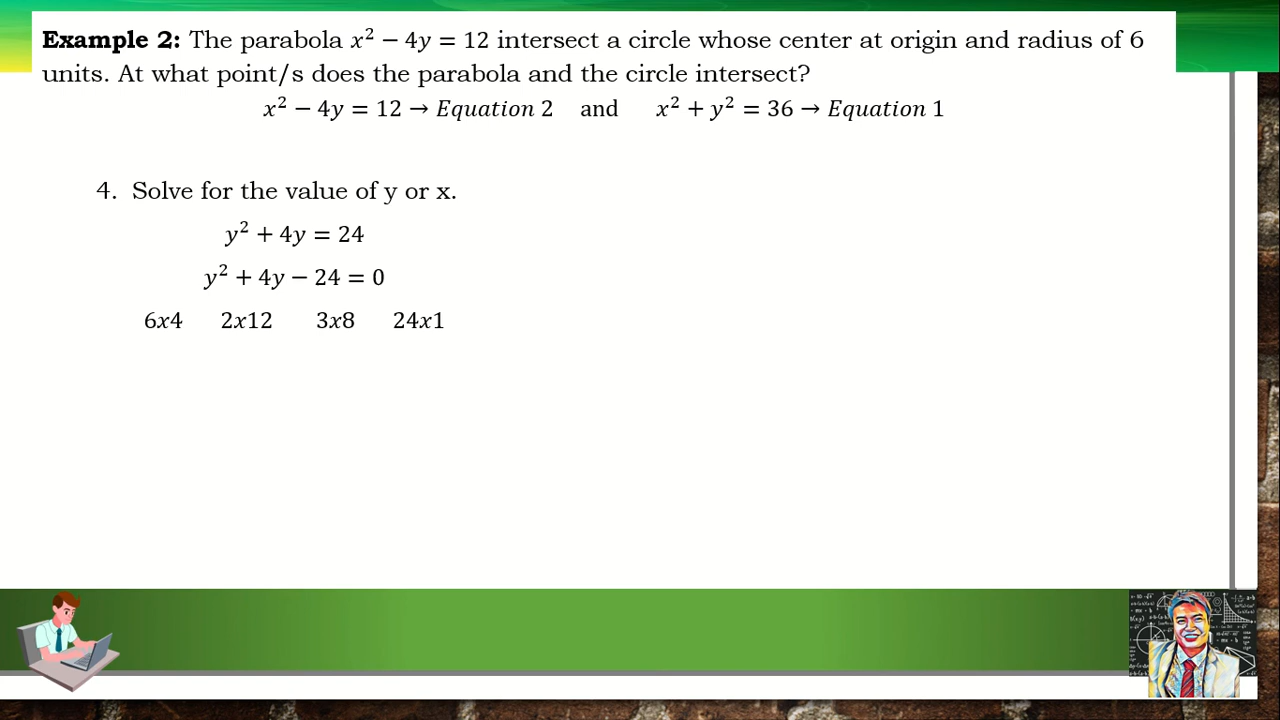 Example 2: The parabola x² − 4y = 12 intersect a circle whose center at origin and radius of 6
units. At what point/s does the parabola and the circle intersect?
x² − 4y = 12 → Equation 2 and x² + y² = 36 → Equation 1
4. Solve for the value of y or x.
y² + 4y = 24
y² + 4y − 24 = 0
6x4 2x12 3x8 24x1